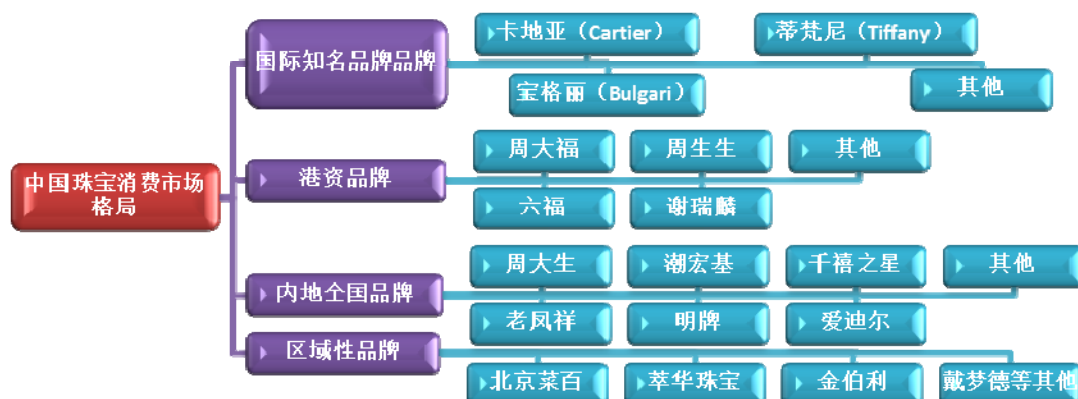 中国珠宝消费市场
格局
国际知名品牌品牌
卡地亚（Cartier）
蒂梵尼（Tiffany）
宝格丽（Bulgari）
其他
港资品牌
周大福
周生生
其他
六福
谢瑞麟
内地全国品牌
周大生
潮宏基
千禧之星
其他
老凤祥
明牌
爱迪尔
区域性品牌
北京菜百
萃华珠宝
金伯利
戴梦德等其他